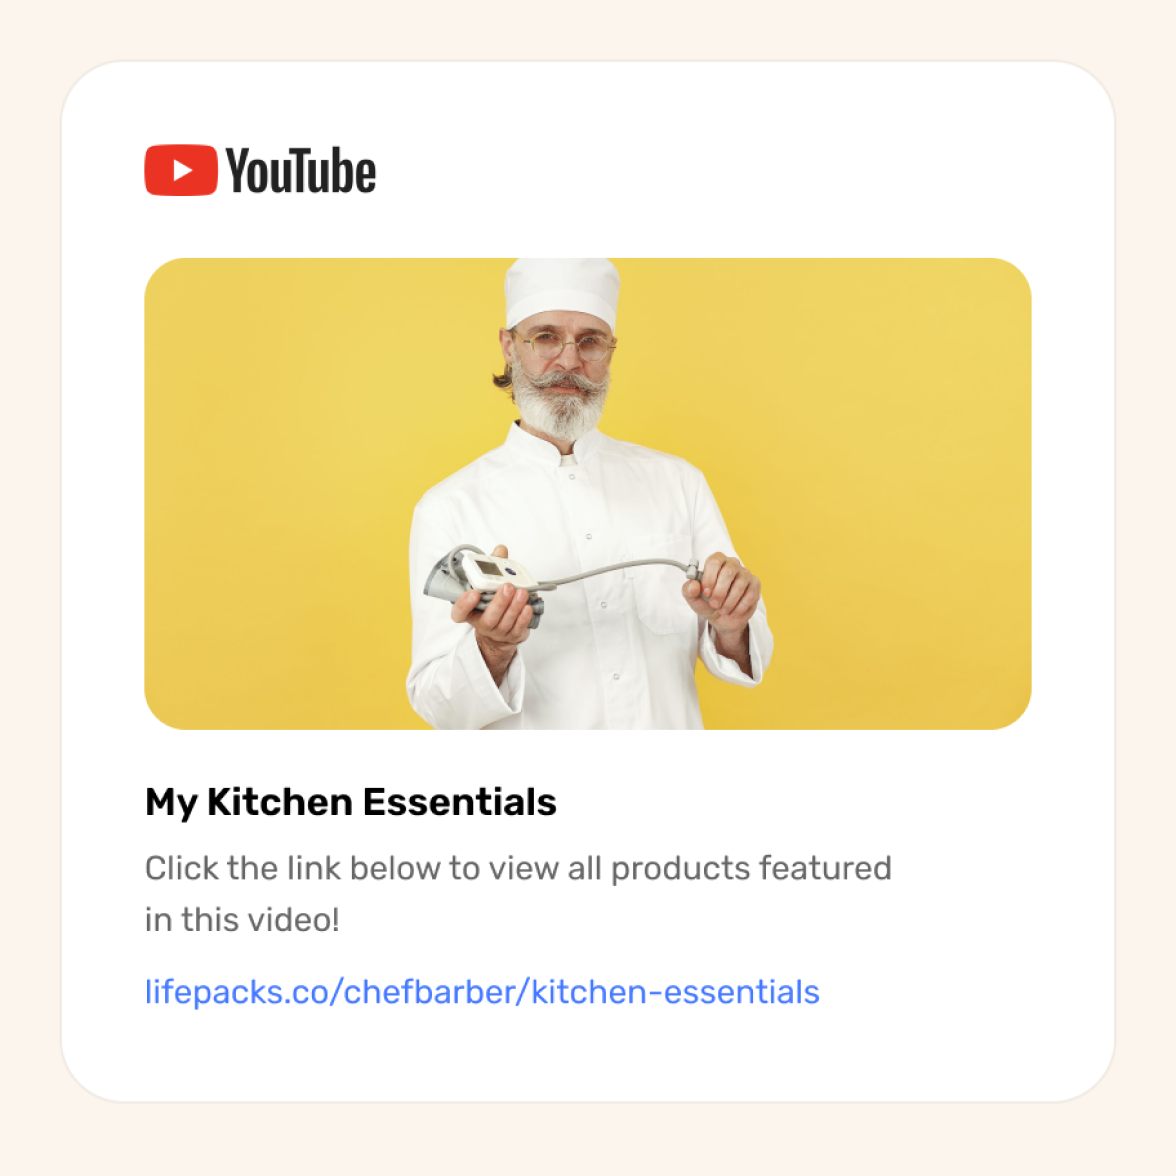 YouTube
My Kitchen Essentials
Click the link below to view all products featured
in this video!
lifepacks.co/chefbarber/kitchen-essentials